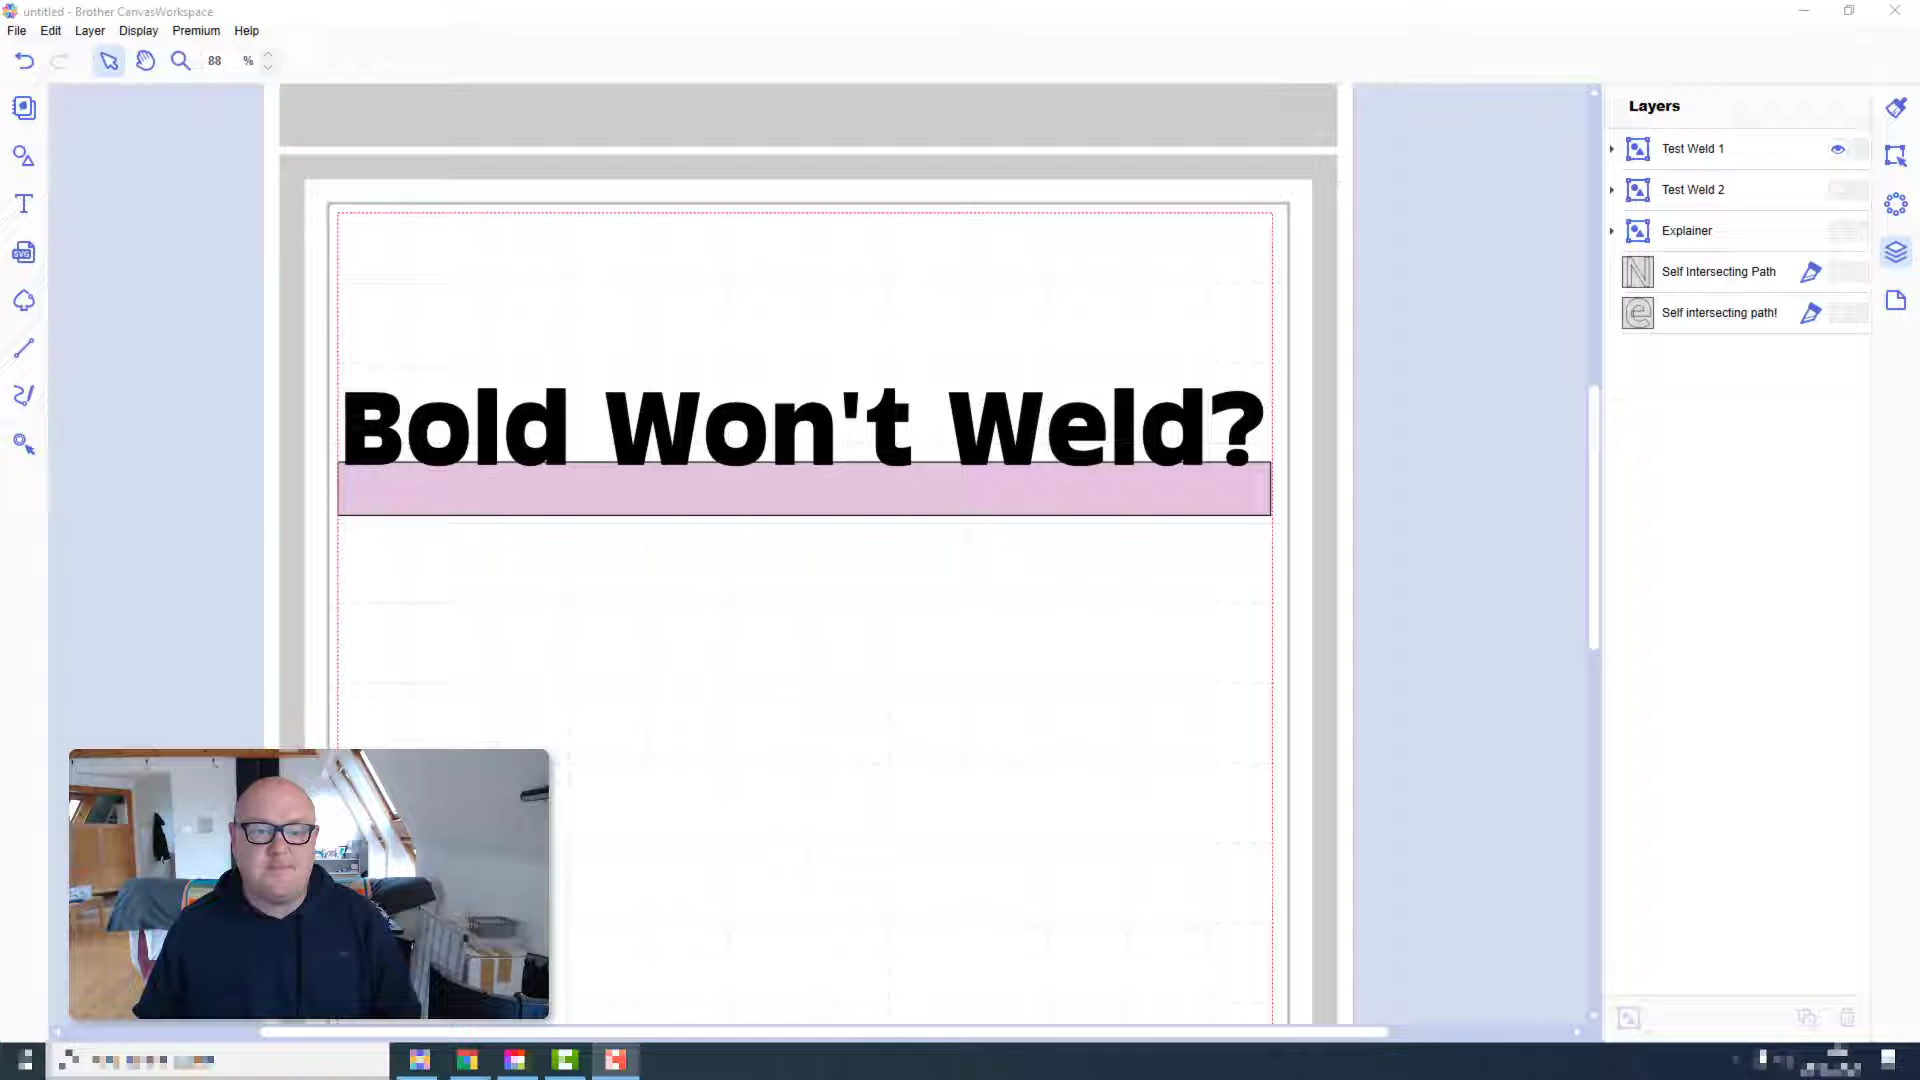 untitled - Brother CanvasWorkspace
File Edit Layer Display Premium Help
88 %
Layers
Test Weld 1
Test Weld 2
Explainer
Self Intersecting Path
Self intersecting path!
SVG
Bold Won't Weld?